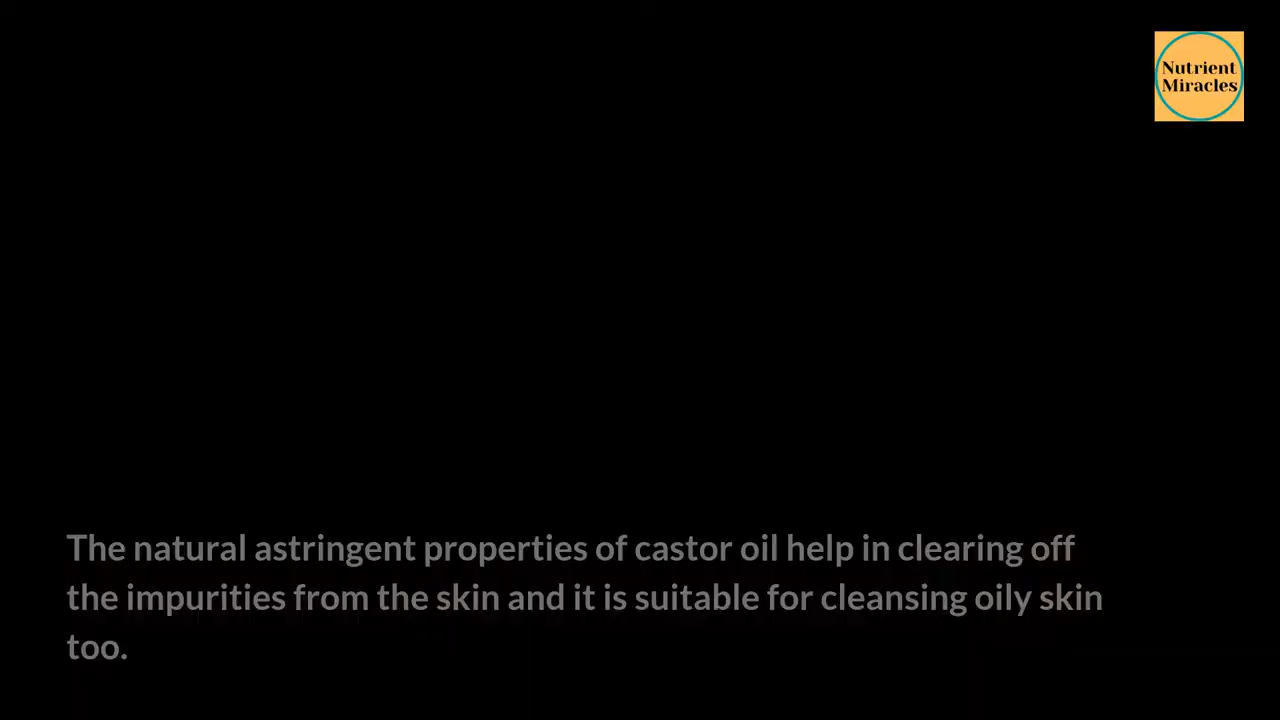 Nutrient
Miracles
The natural astringent properties of castor oil help in clearing off
the impurities from the skin and it is suitable for cleansing oily skin
too.